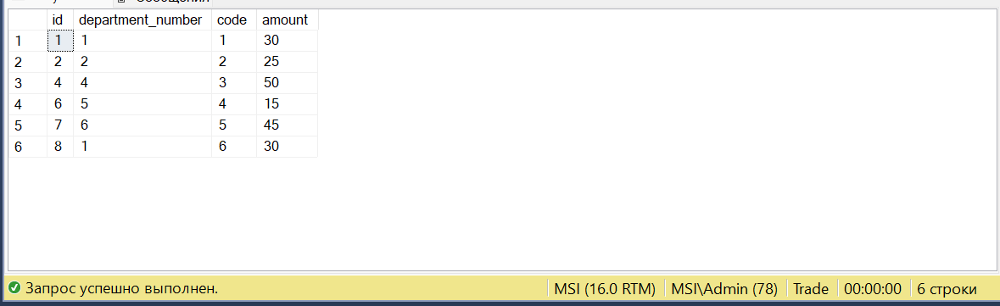 id department_number code amount
1 1 1 1 30
2 2 2 2 25
3 4 4 3 50
4 6 5 4 15
5 7 6 5 45
6 8 1 6 30
Запрос успешно выполнен. MSI (16.0 RTM) MSI\Admin (78) Trade 00:00:00 6 строки